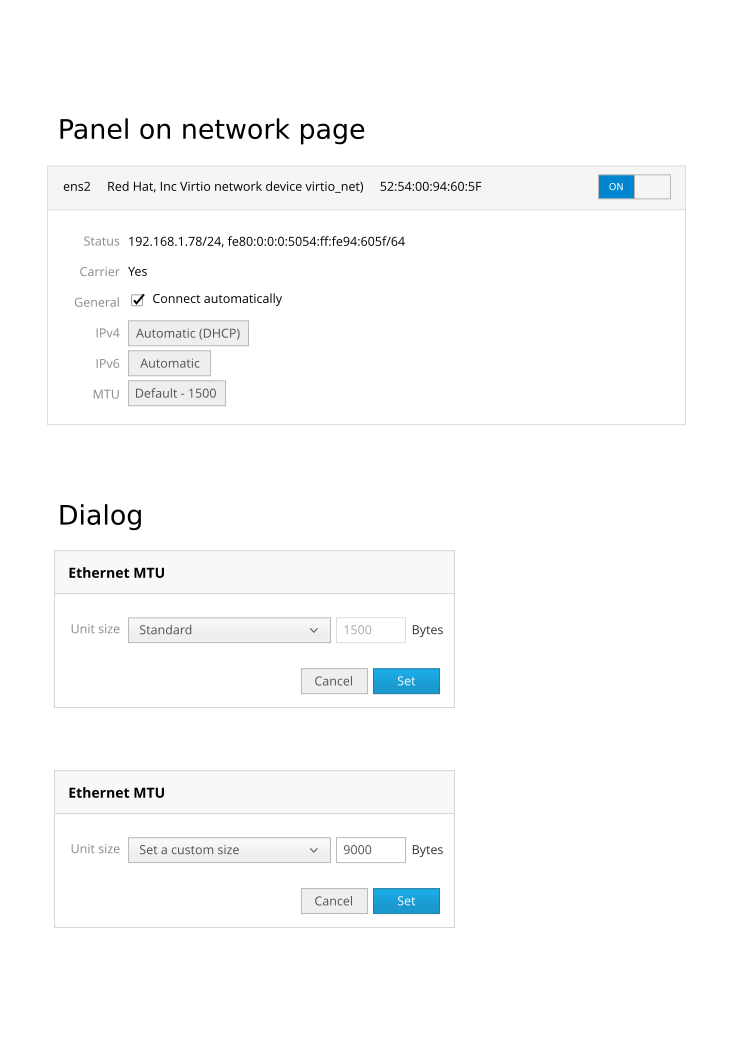 Panel on network page
ens2 Red Hat, Inc Virtio network device virtio_net) 52:54:00:94:60:5F ON
Status 192.168.1.78/24, fe80:0:0:0:5054:ff:fe94:605f/64
Carrier Yes
General Connect automatically
IPv4 Automatic (DHCP)
IPv6 Automatic
MTU Default - 1500
Dialog
Ethernet MTU
Unit size Standard 1500 Bytes
Cancel Set
Ethernet MTU
Unit size Set a custom size 9000 Bytes
Cancel Set